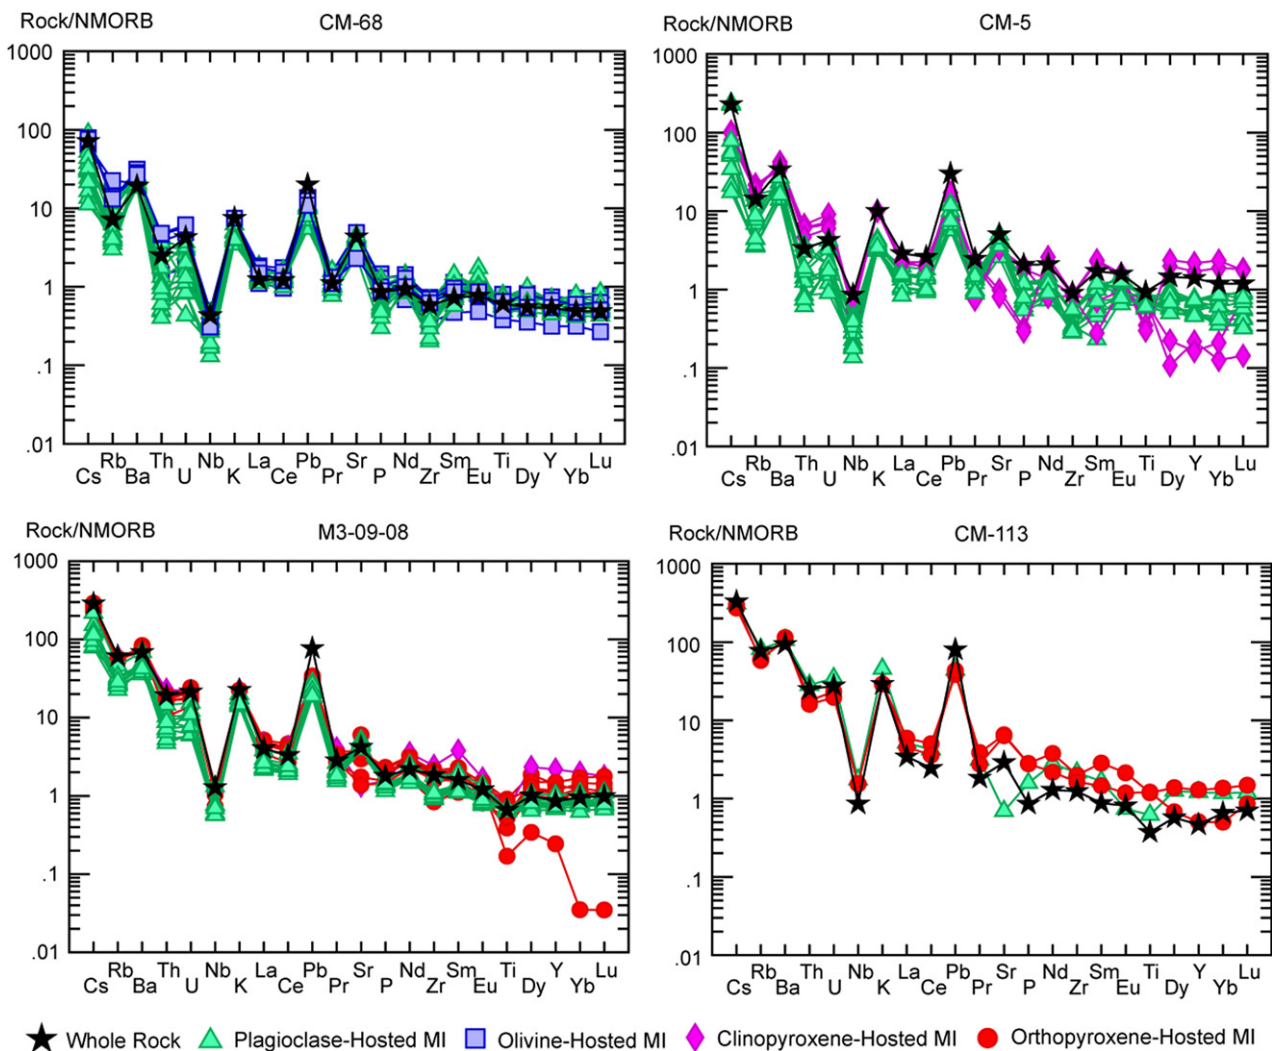 Rock/NMORB CM-68
1000
100
10
1
.1
.01
Rb Th Nb La Pb Sr Nd Sm Ti Y Lu
Cs Ba U K Ce Pr P Zr Eu Dy Yb
Rock/NMORB CM-5
1000
100
10
1
.1
.01
Rb Th Nb La Pb Sr Nd Sm Ti Y Lu
Cs Ba U K Ce Pr P Zr Eu Dy Yb
Rock/NMORB M3-09-08
1000
100
10
1
.1
.01
Rb Th Nb La Pb Sr Nd Sm Ti Y Lu
Cs Ba U K Ce Pr P Zr Eu Dy Yb
Rock/NMORB CM-113
1000
100
10
1
.1
.01
Rb Th Nb La Pb Sr Nd Sm Ti Y Lu
Cs Ba U K Ce Pr P Zr Eu Dy Yb
Whole Rock Plagioclase-Hosted MI Olivine-Hosted MI Clinopyroxene-Hosted MI Orthopyroxene-Hosted MI